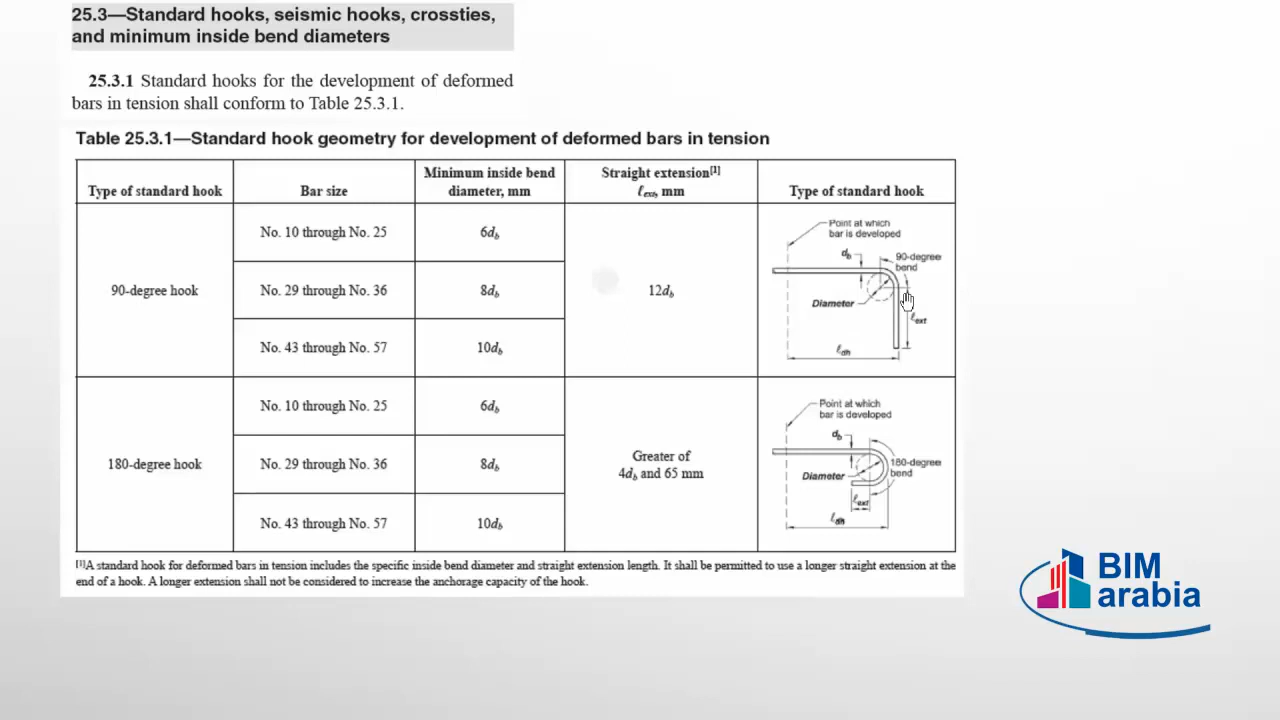 25.3—Standard hooks, seismic hooks, crossties,
and minimum inside bend diameters
25.3.1 Standard hooks for the development of deformed
bars in tension shall conform to Table 25.3.1.
Table 25.3.1—Standard hook geometry for development of deformed bars in tension
Type of standard hook
Bar size
Minimum inside bend
diameter, mm
Straight extension[1]
ℓext, mm
Type of standard hook
90-degree hook
No. 10 through No. 25
6db
No. 29 through No. 36
8db
No. 43 through No. 57
10db
12db
Point at which
bar is developed
db
90-degree
bend
Diameter
ℓext
ℓdh
180-degree hook
No. 10 through No. 25
6db
No. 29 through No. 36
8db
No. 43 through No. 57
10db
Greater of
4db and 65 mm
Point at which
bar is developed
db
180-degree
bend
Diameter
ℓext
ℓdh
[1]A standard hook for deformed bars in tension includes the specific inside bend diameter and straight extension length. It shall be permitted to use a longer straight extension at the
end of a hook. A longer extension shall not be considered to increase the anchorage capacity of the hook.
BIM
arabia